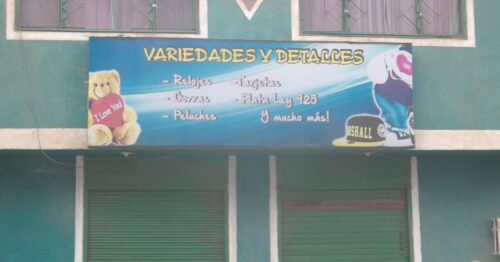 VARIEDADES Y DETALLES
- Relojes
- Gorras
- Peluches
- Tarjetas
- Plata Ley 925
Y mucho más!
I Love You!
SHALL